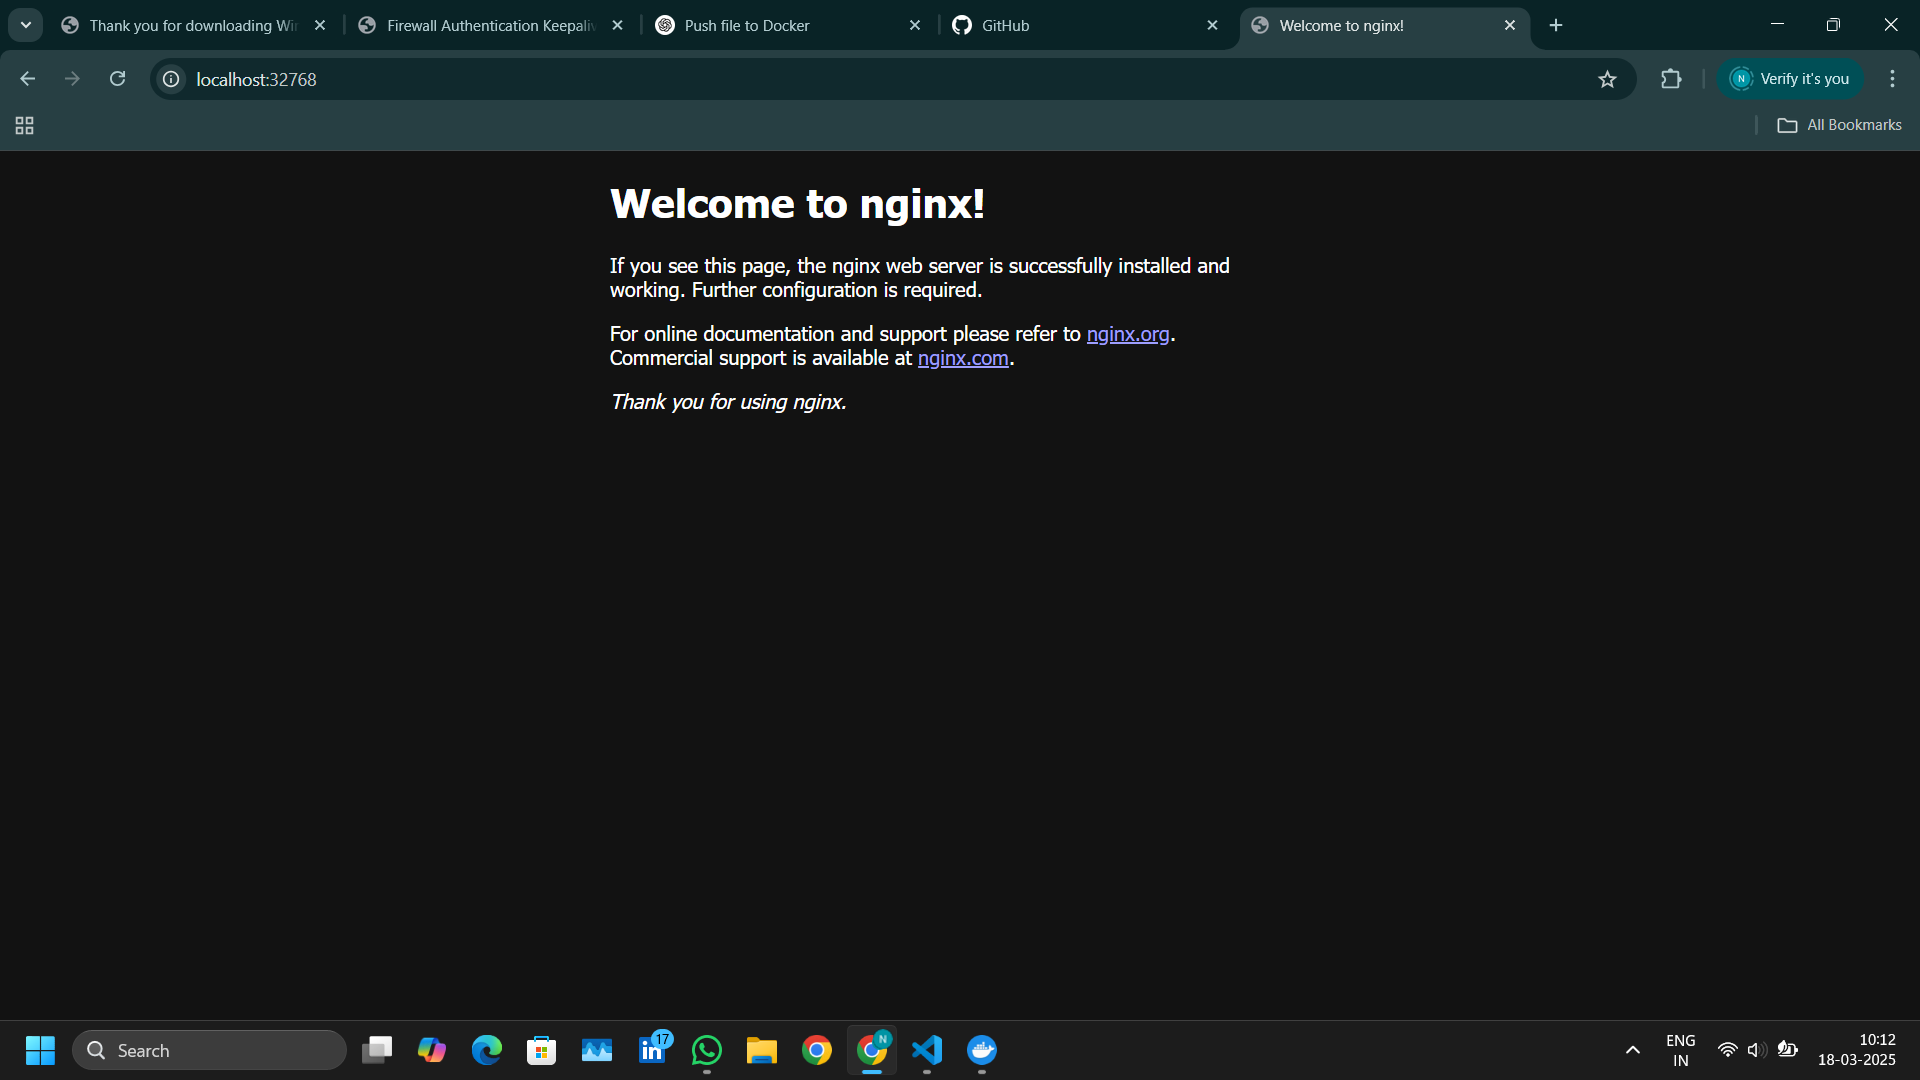 Thank you for downloading Wi
Firewall Authentication Keepaliv
Push file to Docker
GitHub
Welcome to nginx!
localhost:32768
N
Verify it's you
All Bookmarks
Welcome to nginx!
If you see this page, the nginx web server is successfully installed and
working. Further configuration is required.
For online documentation and support please refer to nginx.org.
Commercial support is available at nginx.com.
Thank you for using nginx.
Search
in
17
N
ENG
IN
10:12
18-03-2025